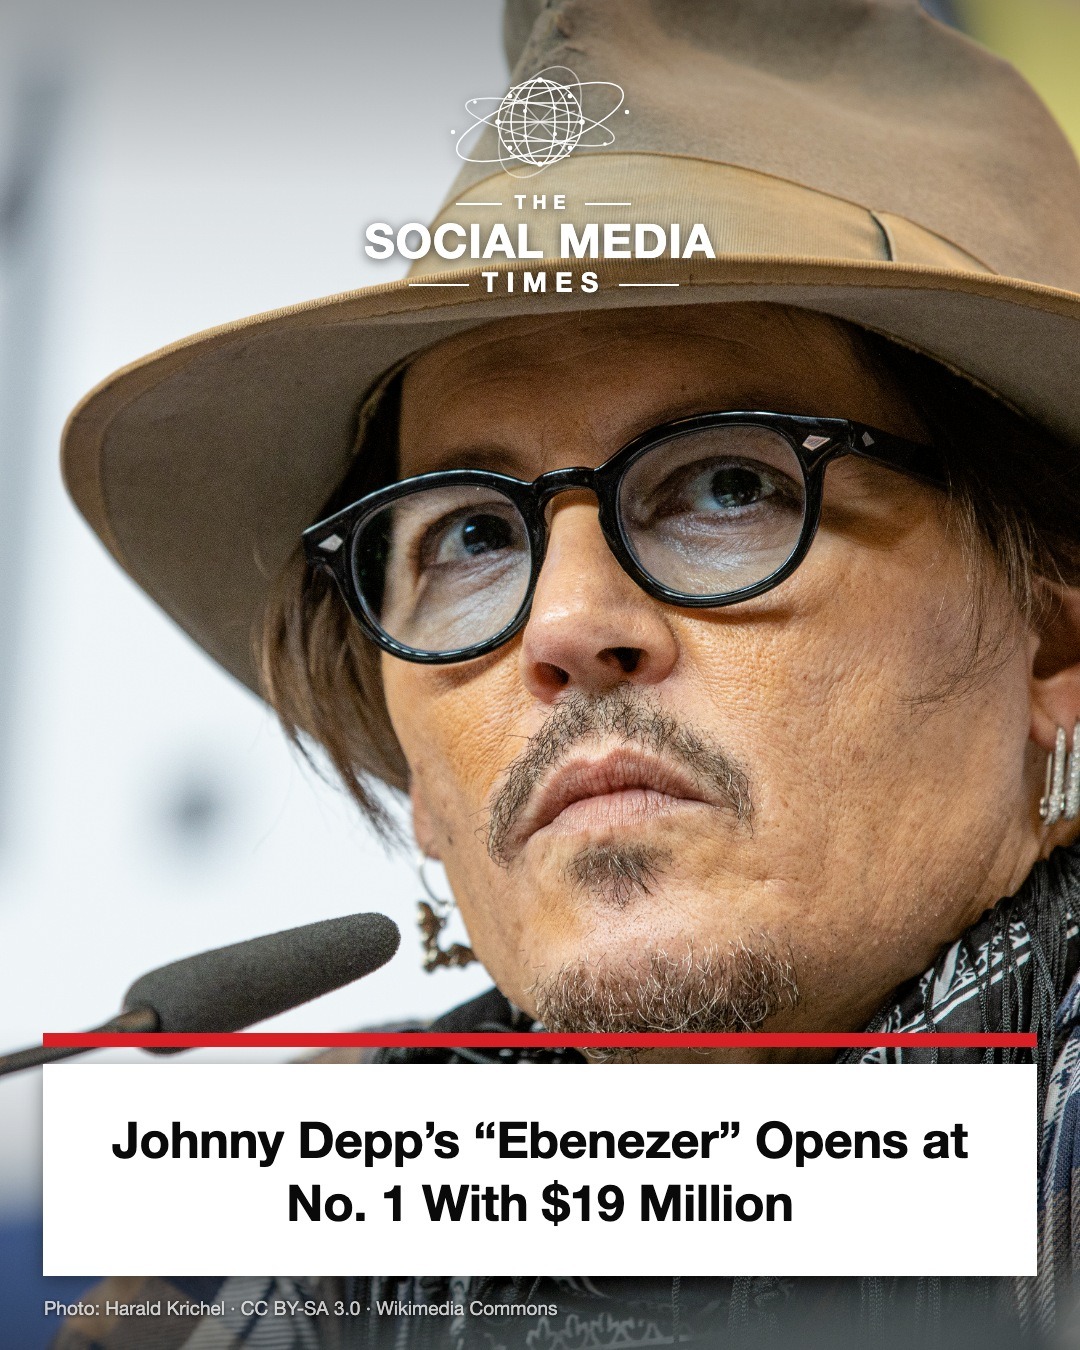 THE
SOCIAL MEDIA
TIMES
Johnny Depp’s “Ebenezer” Opens at
No. 1 With $19 Million
Photo: Harald Krichel · CC BY-SA 3.0 · Wikimedia Commons